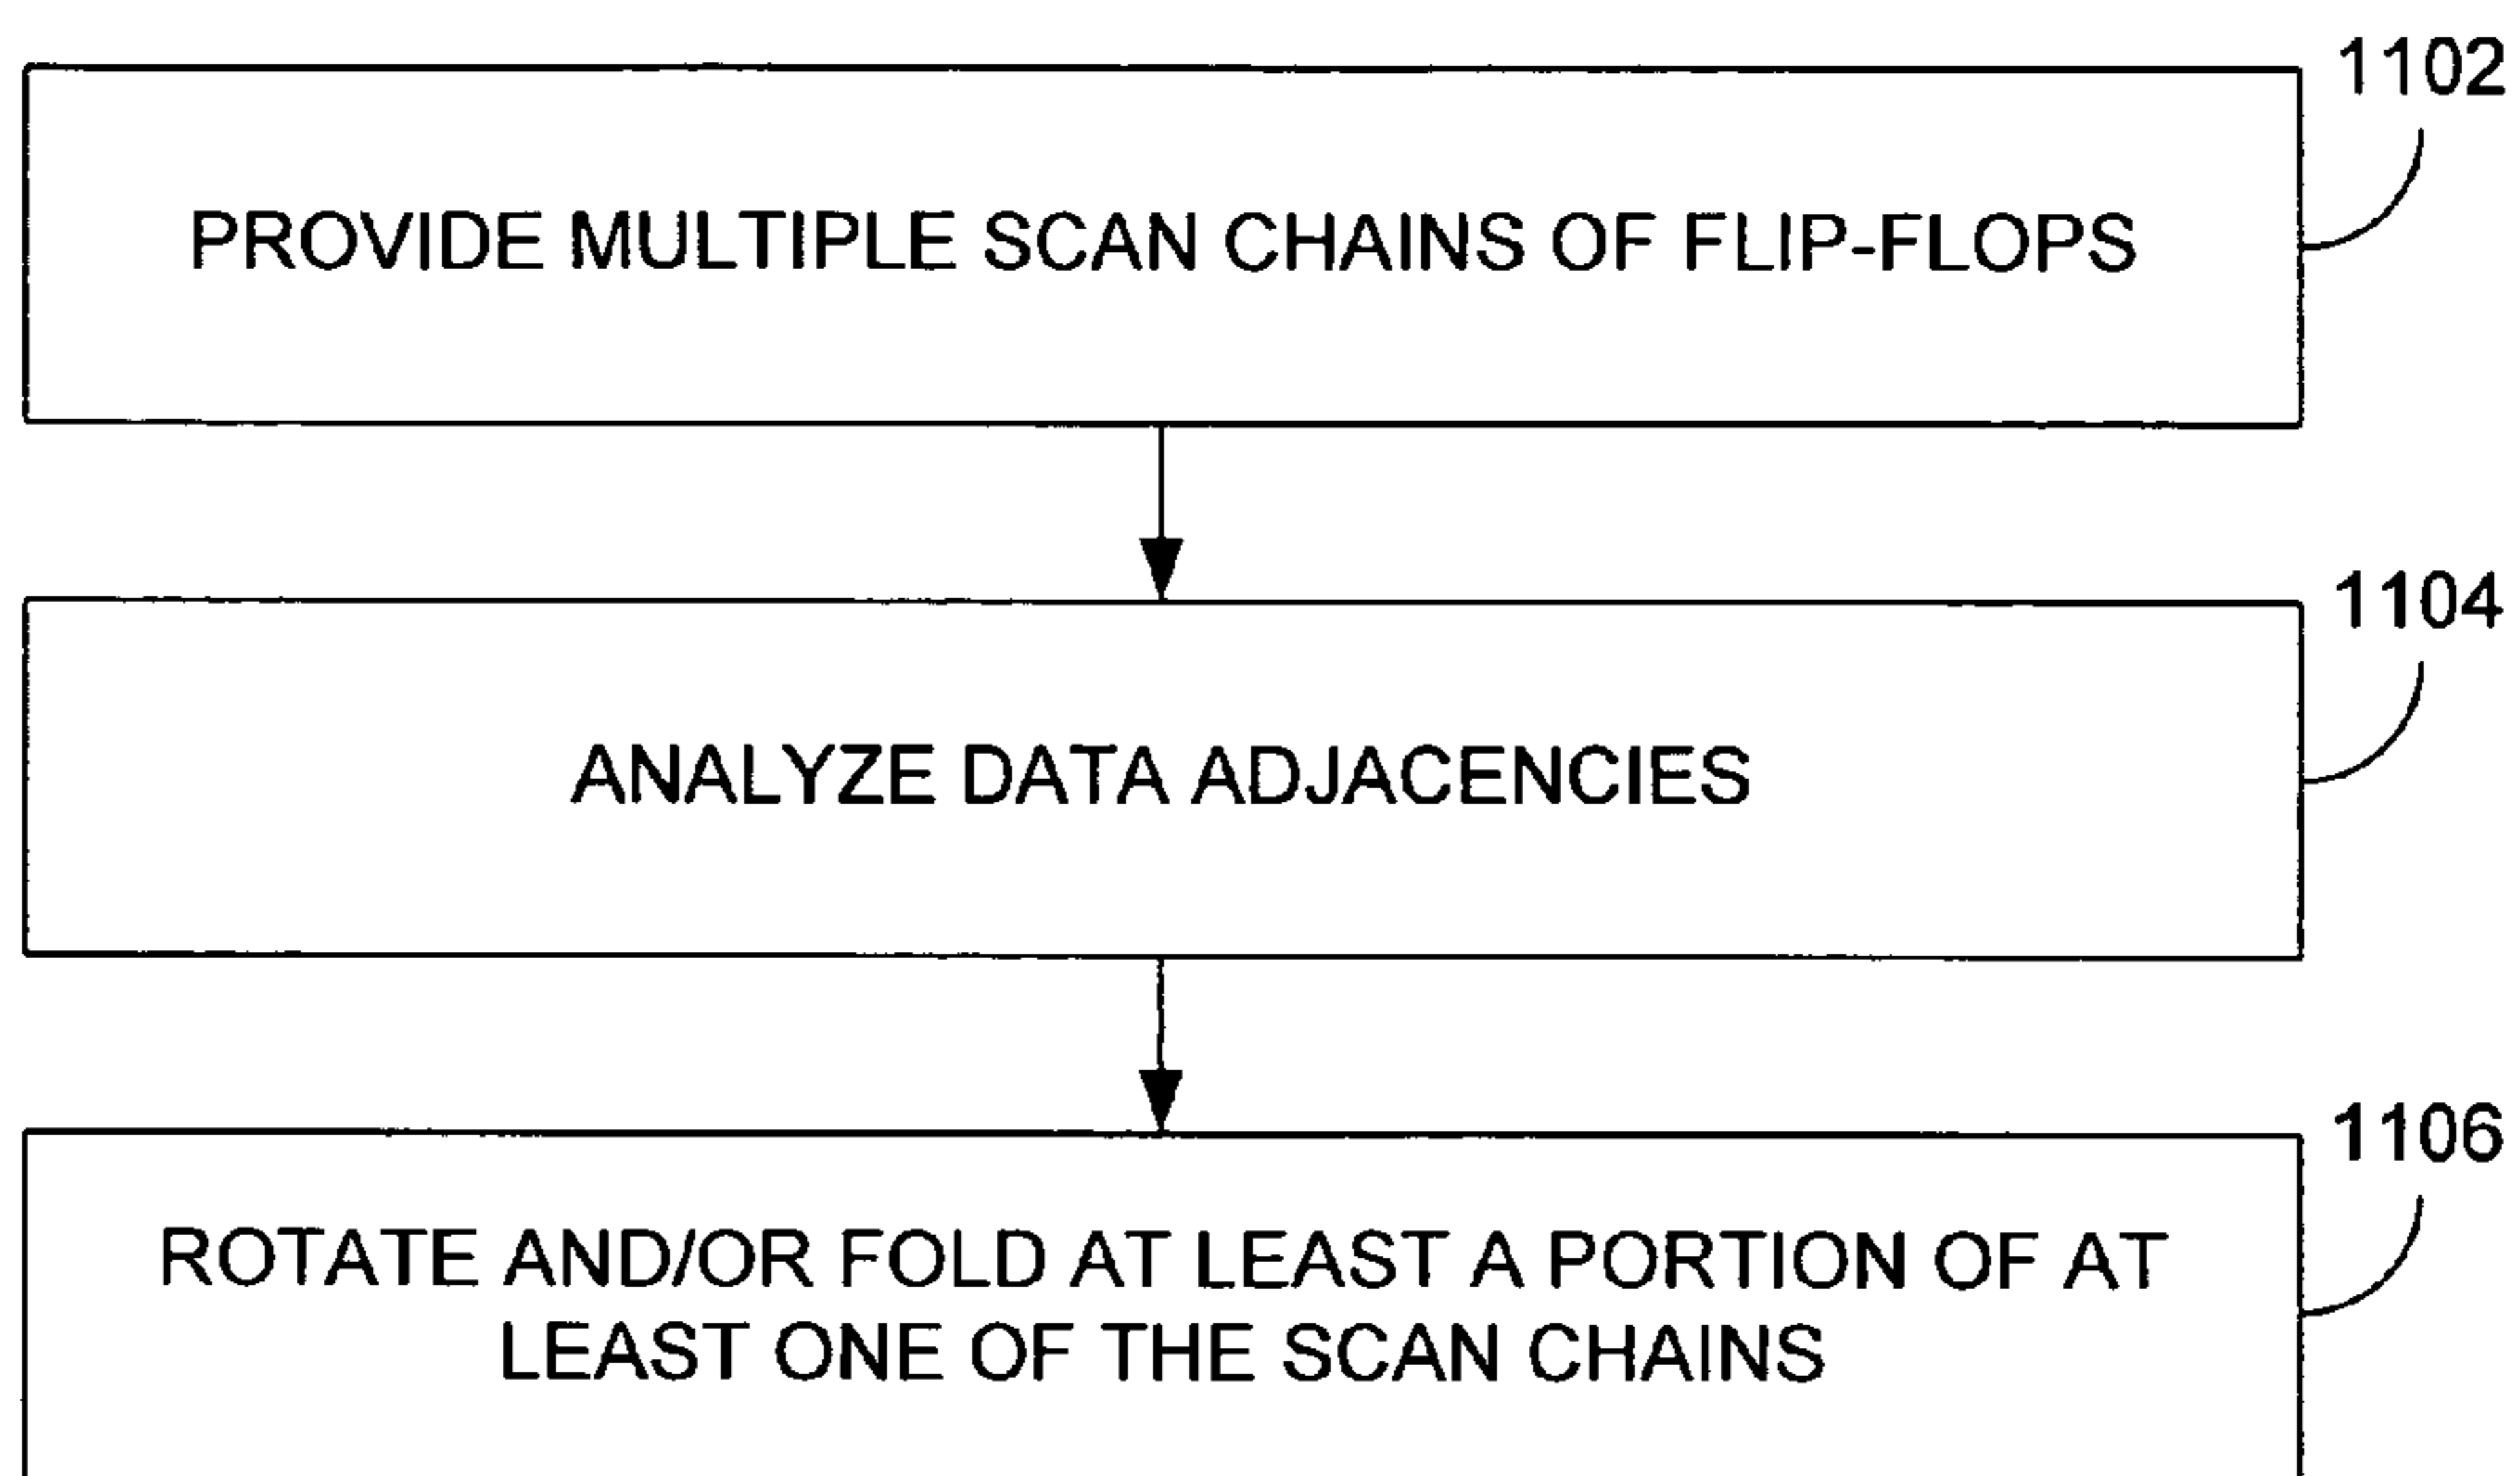 1102
PROVIDE MULTIPLE SCAN CHAINS OF FLIP-FLOPS
1104
ANALYZE DATA ADJACENCIES
1106
ROTATE AND/OR FOLD AT LEAST A PORTION OF AT
LEAST ONE OF THE SCAN CHAINS